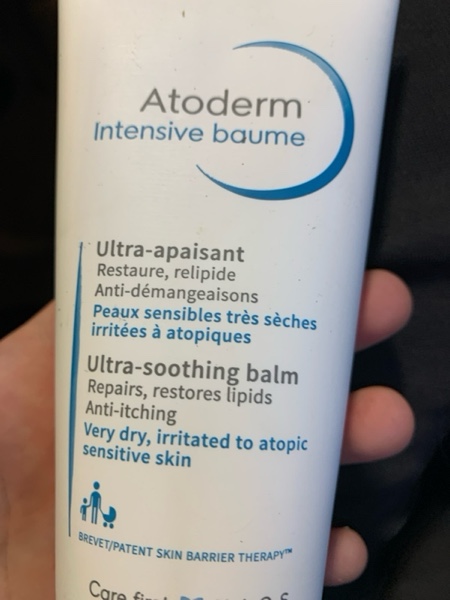 Atoderm
Intensive baume
Ultra-apaisant
Restaure, relipide
Anti-démangeaisons
Peaux sensibles très sèches
irritées à atopiques
Ultra-soothing balm
Repairs, restores lipids
Anti-itching
Very dry, irritated to atopic
sensitive skin
BREVET/PATENT SKIN BARRIER THERAPY™
Care